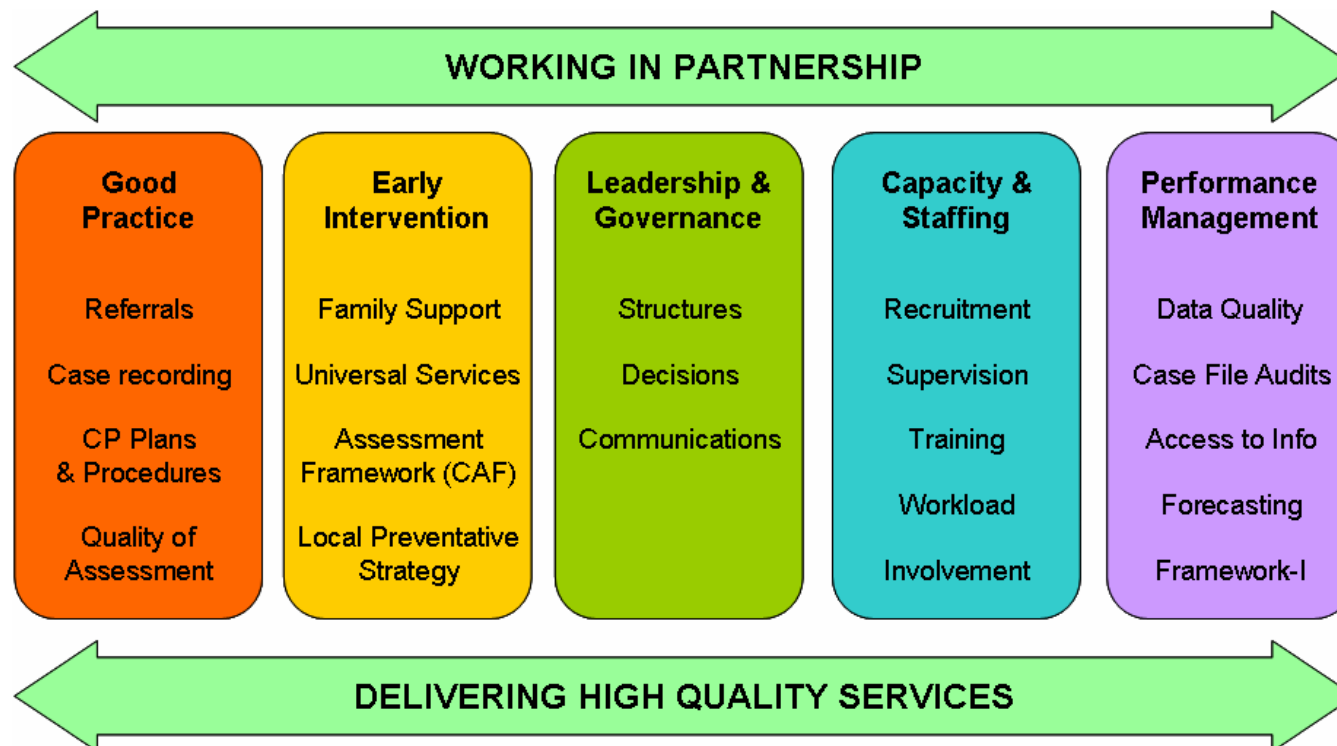 WORKING IN PARTNERSHIP
Good
Practice
Referrals
Case recording
CP Plans
& Procedures
Quality of
Assessment
Early
Intervention
Family Support
Universal Services
Assessment
Framework (CAF)
Local Preventative
Strategy
Leadership &
Governance
Structures
Decisions
Communications
Capacity &
Staffing
Recruitment
Supervision
Training
Workload
Involvement
Performance
Management
Data Quality
Case File Audits
Access to Info
Forecasting
Framework-I
DELIVERING HIGH QUALITY SERVICES